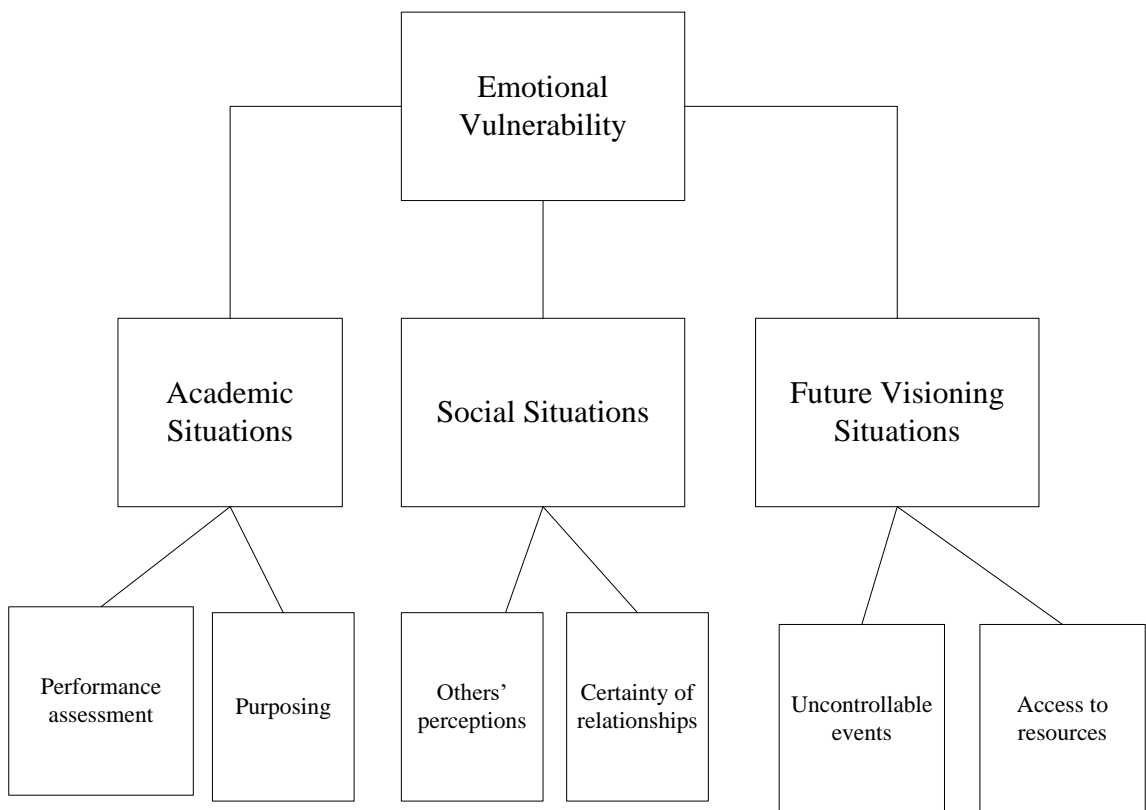 Emotional
Vulnerability
Academic
Situations
Social Situations
Future Visioning
Situations
Performance
assessment
Purposing
Others’
perceptions
Certainty of
relationships
Uncontrollable
events
Access to
resources